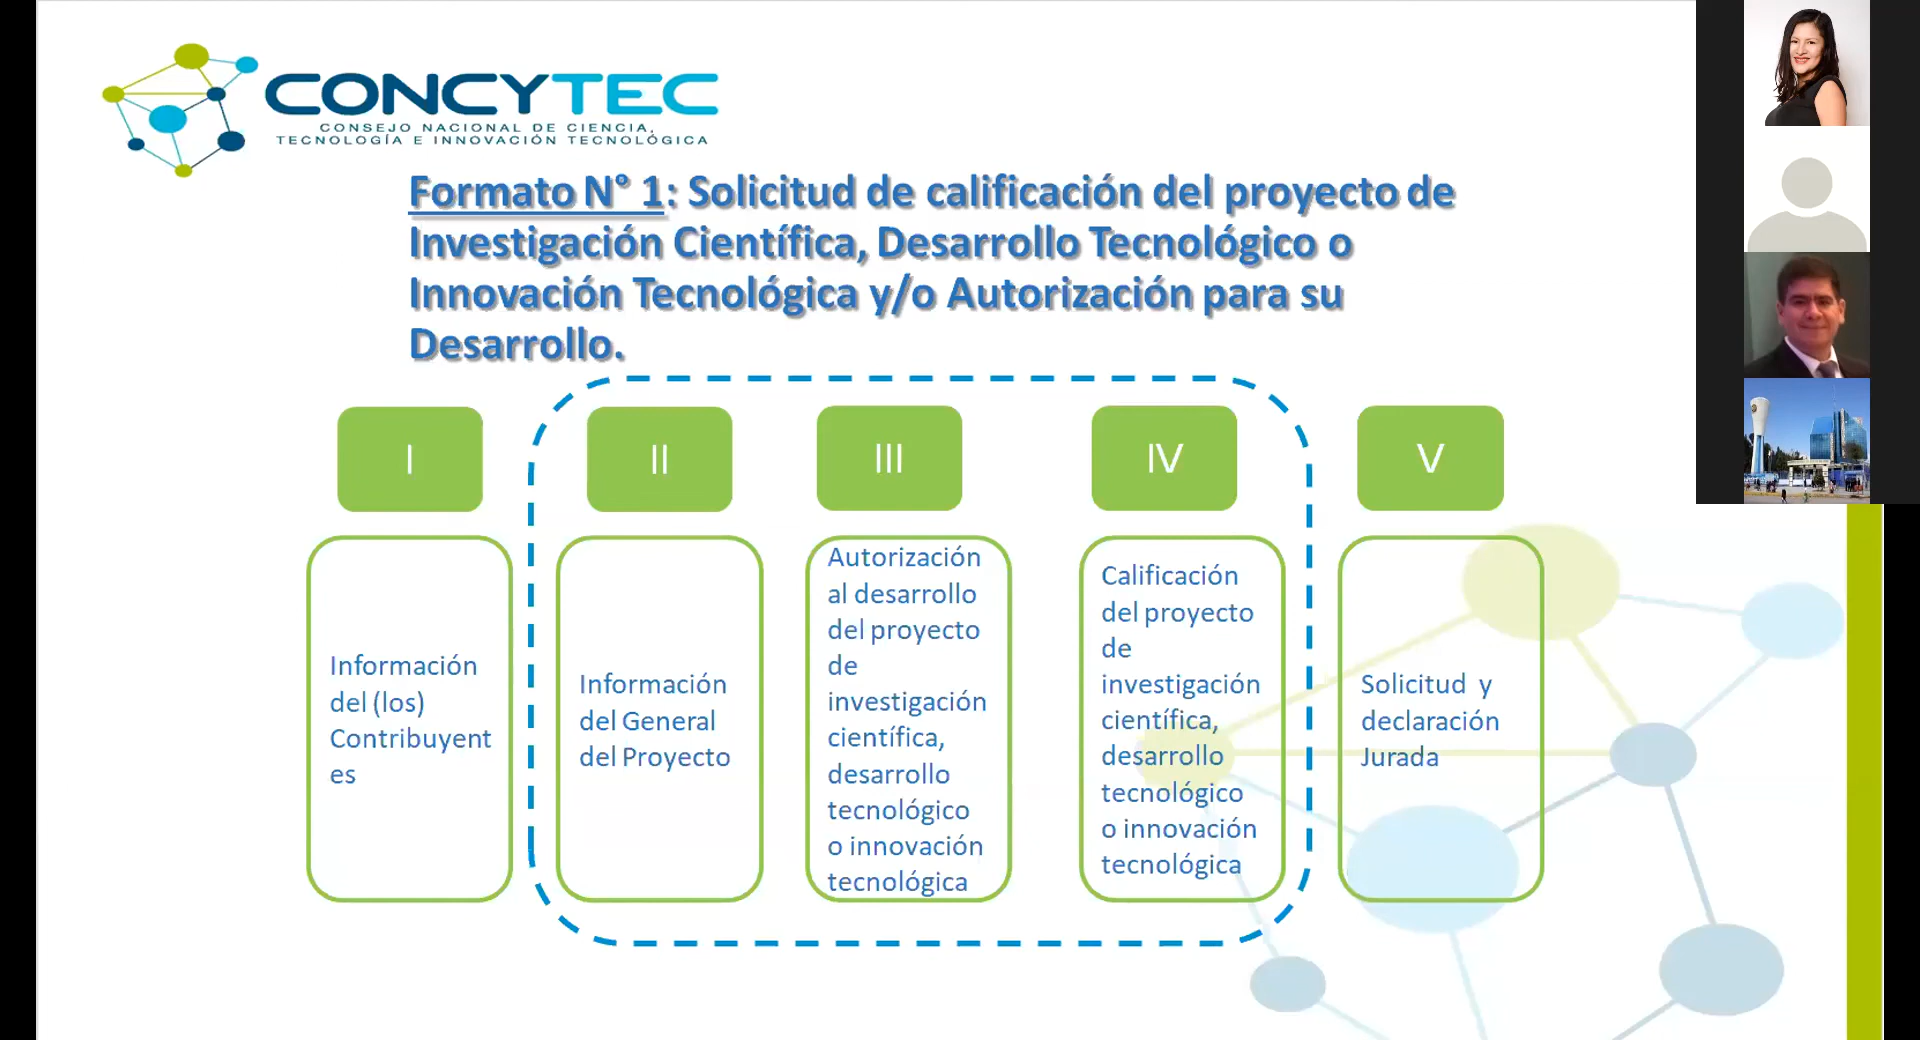 CONCYTEC
CONSEJO NACIONAL DE CIENCIA,
TECNOLOGÍA E INNOVACIÓN TECNOLÓGICA
Formato N° 1: Solicitud de calificación del proyecto de
Investigación Científica, Desarrollo Tecnológico o
Innovación Tecnológica y/o Autorización para su
Desarrollo.
I
Información
del (los)
Contribuyent
es
II
Información
del General
del Proyecto
III
Autorización
al desarrollo
del proyecto
de
investigación
científica,
desarrollo
tecnológico
o innovación
tecnológica
IV
Calificación
del proyecto
de
investigación
científica,
desarrollo
tecnológico
o innovación
tecnológica
V
Solicitud y
declaración
Jurada